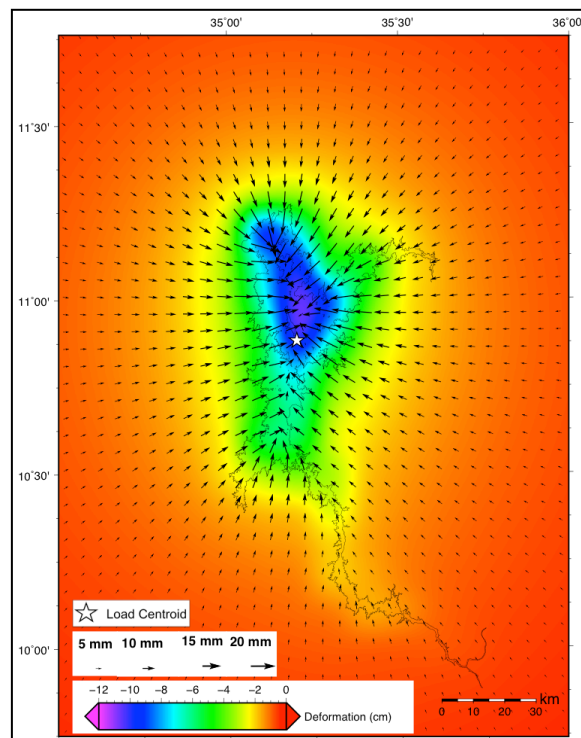 35˚00' 35˚30' 36˚00'
11˚30'
11˚00'
10˚30'
10˚00'
Load Centroid
5 mm 10 mm 15 mm 20 mm
−12 −10 −8 −6 −4 −2 0
Deformation (cm)
km
0 10 20 30